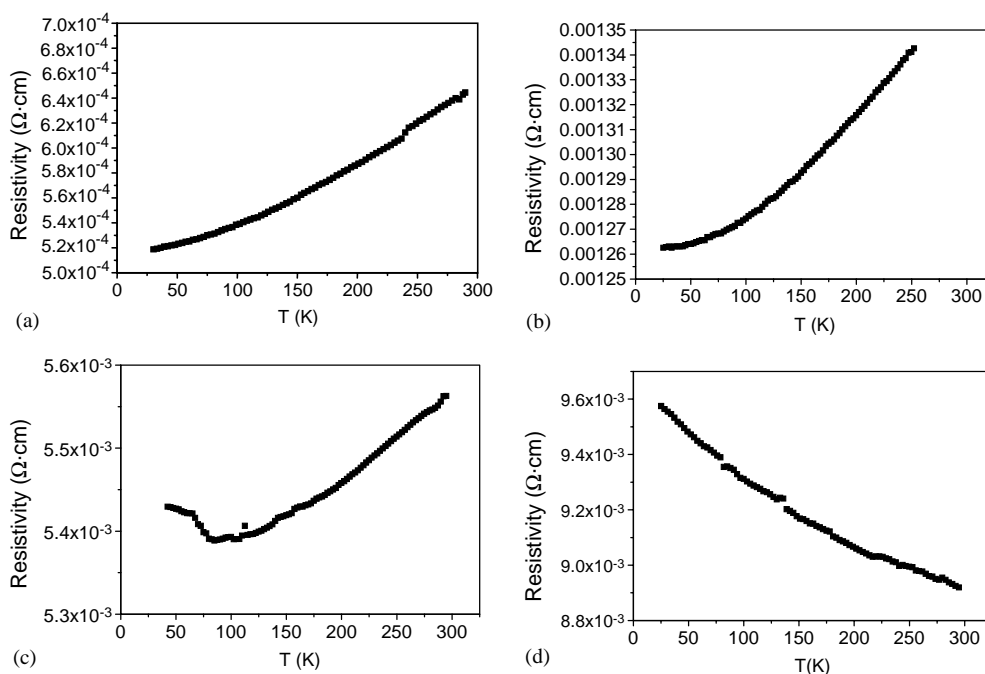 7.0x10⁻⁴
6.8x10⁻⁴
6.6x10⁻⁴
6.4x10⁻⁴
6.2x10⁻⁴
6.0x10⁻⁴
5.8x10⁻⁴
5.6x10⁻⁴
5.4x10⁻⁴
5.2x10⁻⁴
5.0x10⁻⁴
Resistivity (Ω·cm)
0 50 100 150 200 250 300
T (K)
(a)
0.00135
0.00134
0.00133
0.00132
0.00131
0.00130
0.00129
0.00128
0.00127
0.00126
0.00125
Resistivity (Ω·cm)
0 50 100 150 200 250 300
T (K)
(b)
5.6x10⁻³
5.5x10⁻³
5.4x10⁻³
5.3x10⁻³
Resistivity (Ω·cm)
0 50 100 150 200 250 300
T (K)
(c)
9.6x10⁻³
9.4x10⁻³
9.2x10⁻³
9.0x10⁻³
8.8x10⁻³
Resistivity (Ω·cm)
0 50 100 150 200 250 300
T(K)
(d)